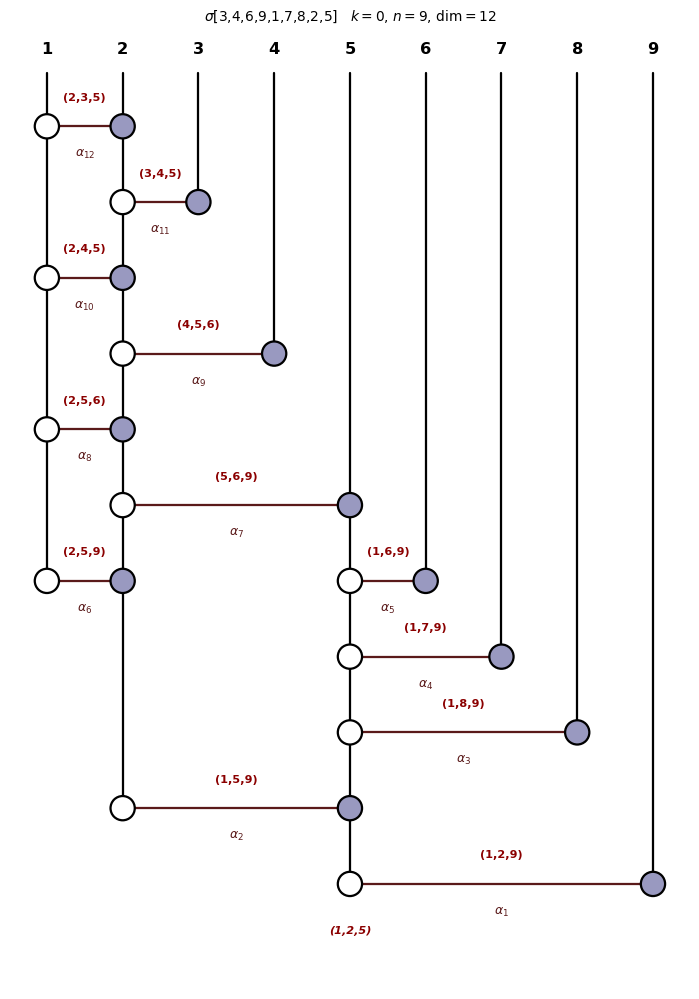 σ[3,4,6,9,1,7,8,2,5]   k = 0, n = 9, dim = 12
1 2 3 4 5 6 7 8 9
(2,3,5)
α₁₂
(3,4,5)
α₁₁
(2,4,5)
α₁₀
(4,5,6)
α₉
(2,5,6)
α₈
(5,6,9)
α₇
(2,5,9) (1,6,9)
α₆ α₅
(1,7,9)
α₄
(1,8,9)
α₃
(1,5,9)
α₂
(1,2,9)
α₁
(1,2,5)